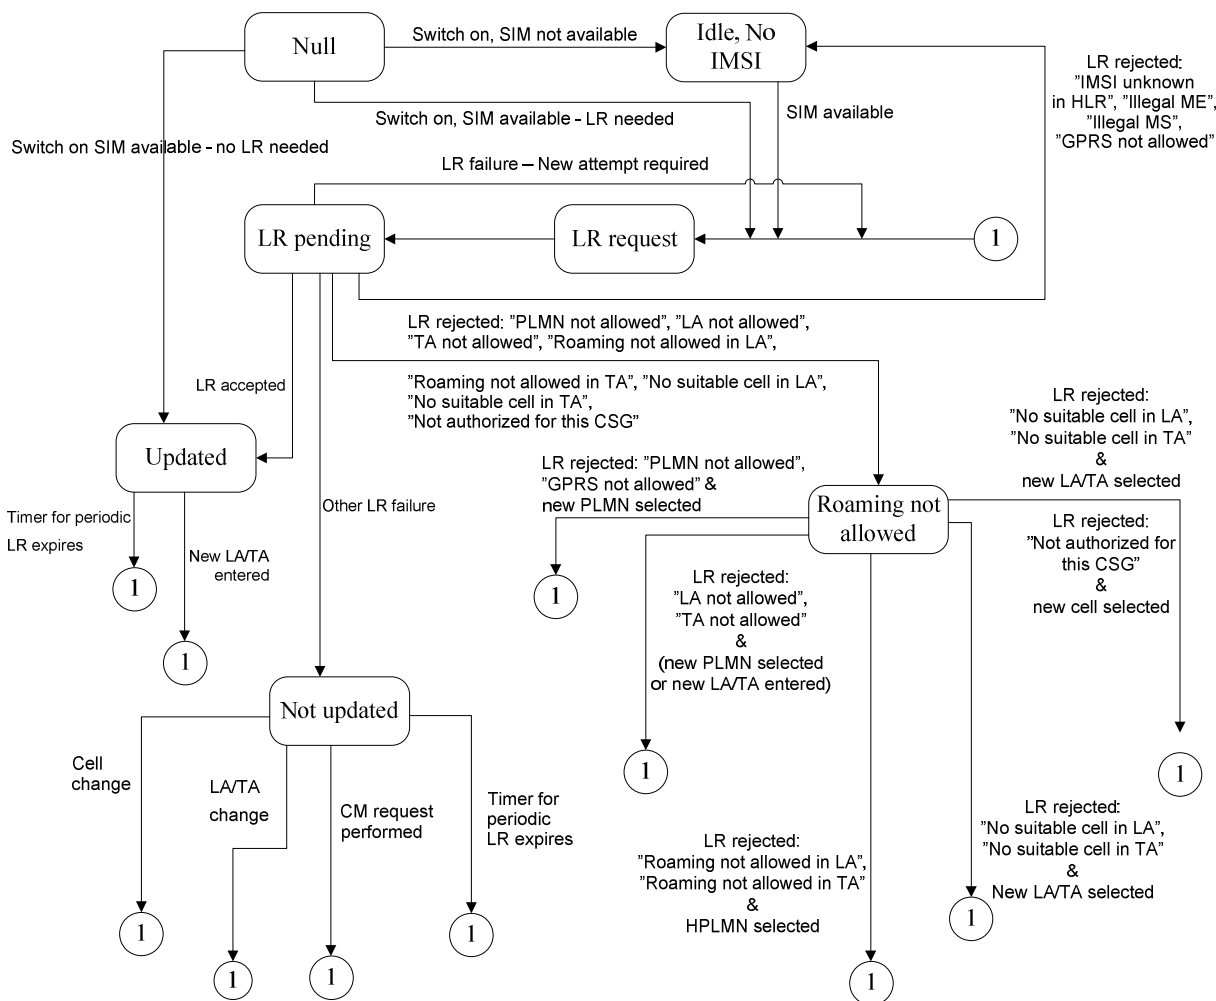 Null
Switch on, SIM not available
Idle, No
IMSI
LR rejected:
”IMSI unknown
in HLR”, ”Illegal ME”,
”Illegal MS”,
”GPRS not allowed”
SIM available
Switch on, SIM available - LR needed
Switch on SIM available - no LR needed
LR failure – New attempt required
LR pending
LR request
1
LR rejected: ”PLMN not allowed”, ”LA not allowed”,
”TA not allowed”, ”Roaming not allowed in LA”,
”Roaming not allowed in TA”, ”No suitable cell in LA”,
”No suitable cell in TA”,
”Not authorized for this CSG”
LR accepted
LR rejected:
”No suitable cell in LA”,
”No suitable cell in TA”
&
new LA/TA selected
Updated
LR rejected: ”PLMN not allowed”,
”GPRS not allowed” &
new PLMN selected
Roaming not
allowed
Other LR failure
Timer for periodic
LR expires
New LA/TA
entered
1
1
1
LR rejected:
”Not authorized for
this CSG”
&
new cell selected
LR rejected:
”LA not allowed”,
”TA not allowed”
&
(new PLMN selected
or new LA/TA entered)
Not updated
Cell
change
LA/TA
change
CM request
performed
Timer for
periodic
LR expires
1
1
LR rejected:
”Roaming not allowed in LA”,
”Roaming not allowed in TA”
&
HPLMN selected
LR rejected:
”No suitable cell in LA”,
”No suitable cell in TA”
&
New LA/TA selected
1
1
1
1
1
1